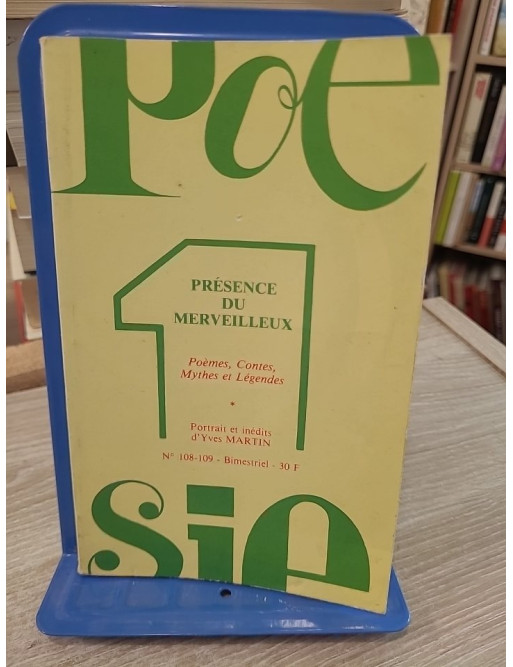 Poe
1
PRÉSENCE
DU
MERVEILLEUX
Poèmes, Contes,
Mythes et Légendes
*
Portrait et inédits
d'Yves MARTIN
N° 108-109 - Bimestriel - 30 F
sie